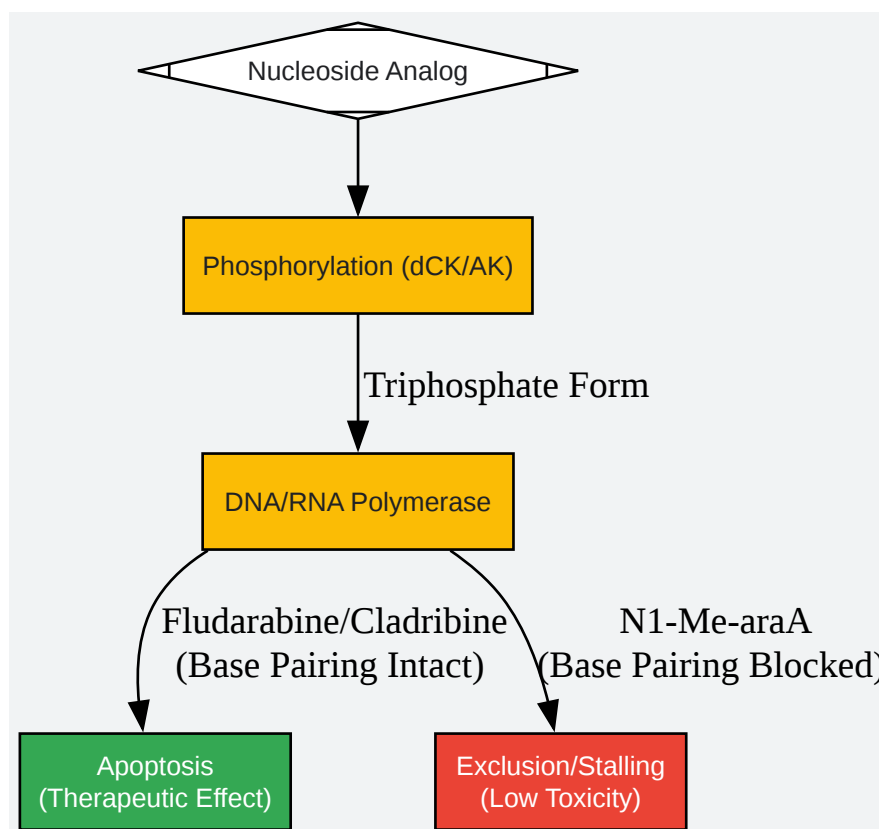 Nucleoside Analog
Phosphorylation (dCK/AK)
Triphosphate Form
DNA/RNA Polymerase
Fludarabine/Cladribine
(Base Pairing Intact)
N1-Me-araA
(Base Pairing Blocked)
Apoptosis
(Therapeutic Effect)
Exclusion/Stalling
(Low Toxicity)